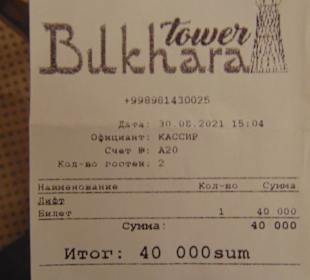 Bukhara tower
+998981430025
Дата: 30.08.2021 15:04
Официант: КАССИР
Счет №: А20
Кол-во гостей: 2
Наименование Кол-во Сумма
Лифт
Билет 1 40 000
Сумма: 40 000
Итог: 40 000sum